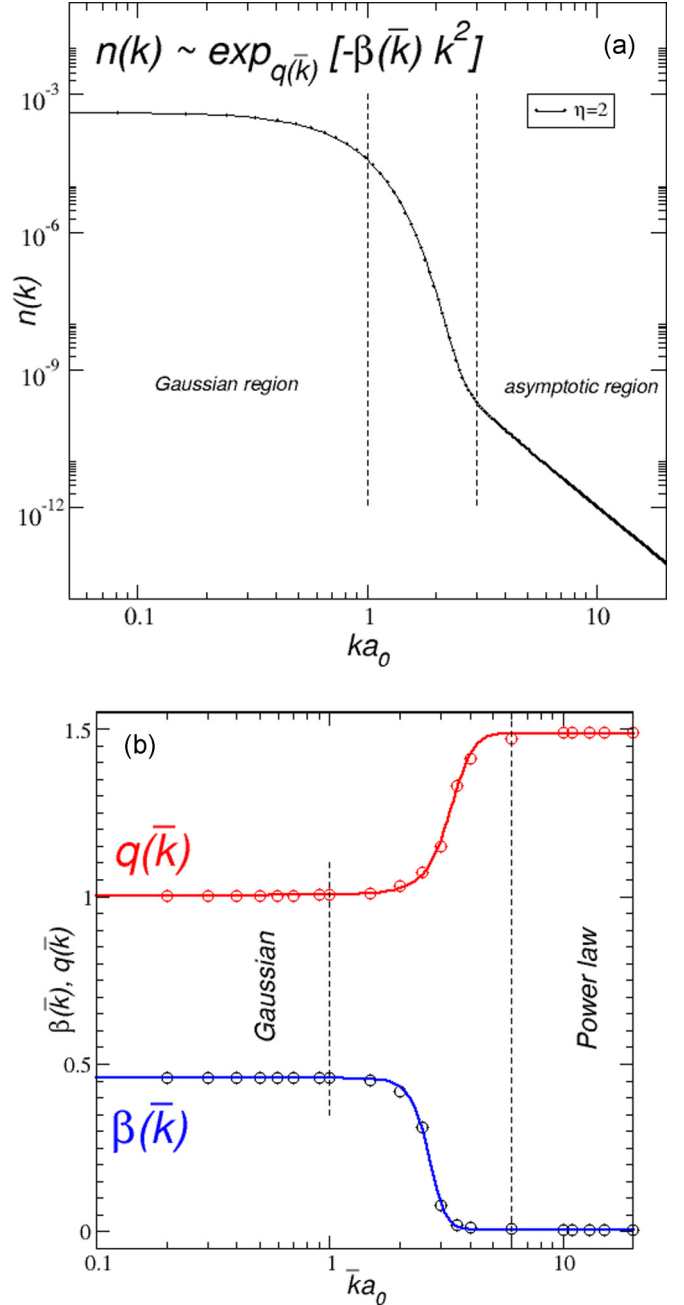 n(k) ~ exp_{q(k̄)} [-β(k̄) k²]
(a)
10⁻³
η=2
10⁻⁶
n(k)
10⁻⁹
Gaussian region
asymptotic region
10⁻¹²
0.1 1 10
ka₀
1.5
(b)
q(k̄)
1
β(k̄), q(k̄)
Gaussian
Power law
0.5
β(k̄)
0
0.1 1 10
k̄a₀